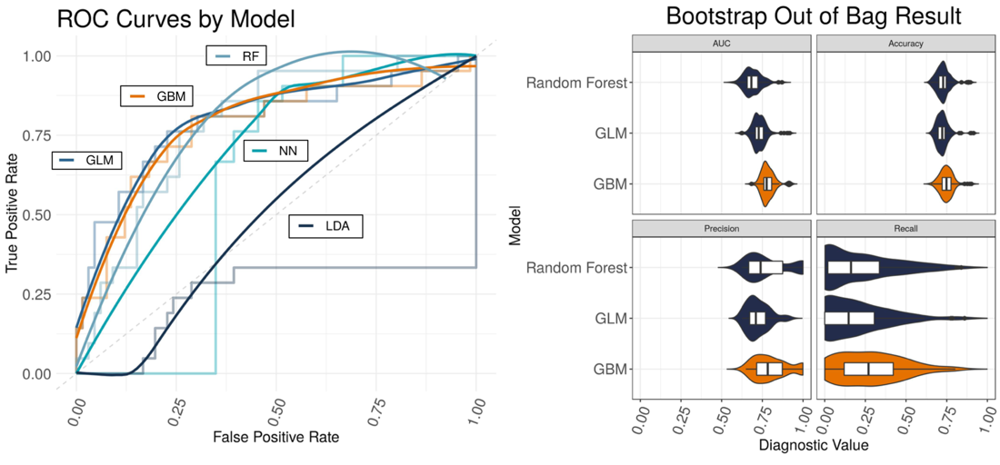 ROC Curves by Model
True Positive Rate
1.00
0.75
0.50
0.25
0.00
RF
GBM
GLM
NN
LDA
0.00 0.25 0.50 0.75 1.00
False Positive Rate
Bootstrap Out of Bag Result
Model
AUC Accuracy
Random Forest
GLM
GBM
Precision Recall
Random Forest
GLM
GBM
0.00 0.25 0.50 0.75 1.00 0.00 0.25 0.50 0.75 1.00
Diagnostic Value